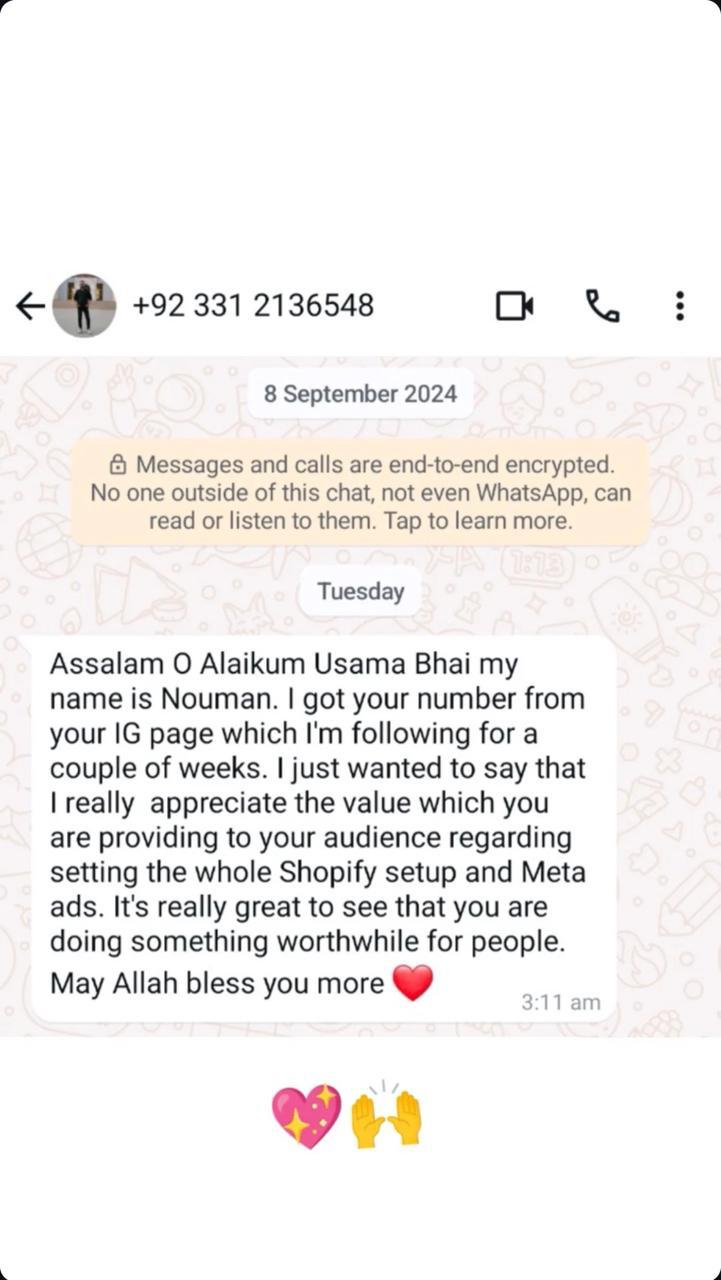 +92 331 2136548
8 September 2024
🔒 Messages and calls are end-to-end encrypted.
No one outside of this chat, not even WhatsApp, can
read or listen to them. Tap to learn more.
Tuesday
Assalam O Alaikum Usama Bhai my
name is Nouman. I got your number from
your IG page which I'm following for a
couple of weeks. I just wanted to say that
I really  appreciate the value which you
are providing to your audience regarding
setting the whole Shopify setup and Meta
ads. It's really great to see that you are
doing something worthwhile for people.
May Allah bless you more ❤️
3:11 am
💖🙌